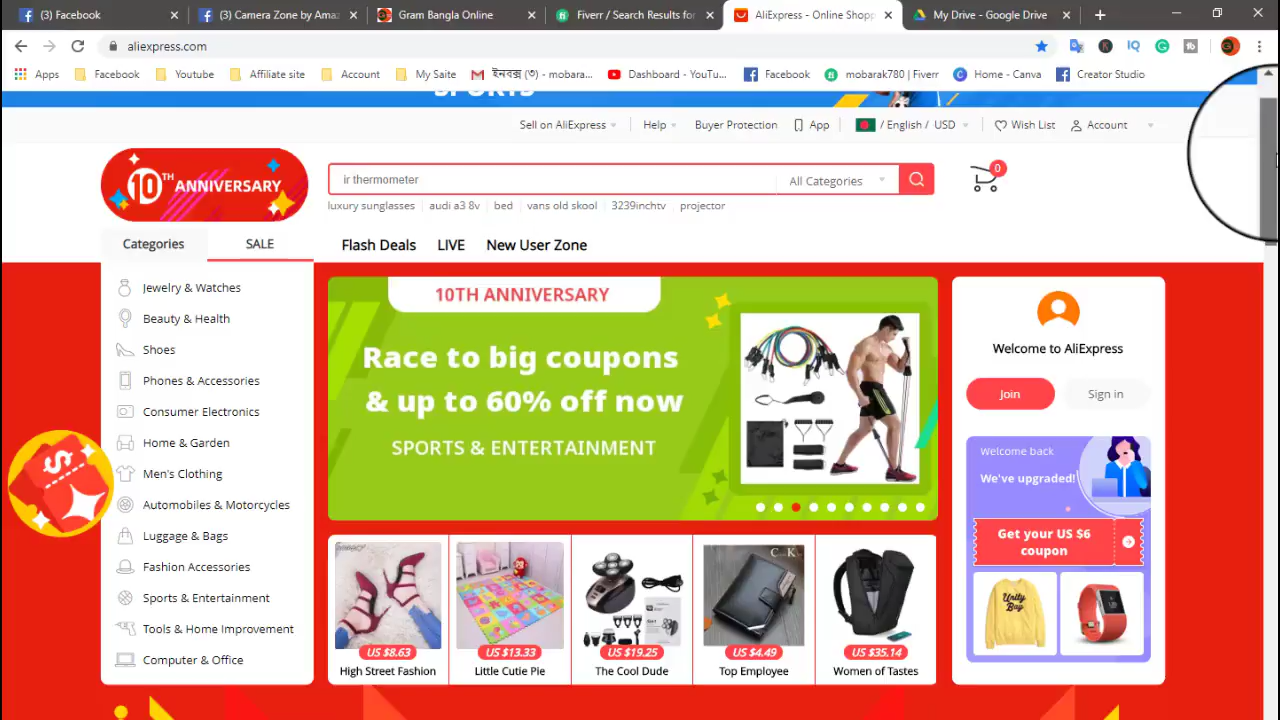 (3) Facebook
(3) Camera Zone by Ama
Gram Bangla Online
Fiverr / Search Results for
AliExpress - Online Shopp
My Drive - Google Drive
aliexpress.com
Apps
Facebook
Youtube
Affiliate site
Account
My Saite
ইনবক্স (৩) - mobara...
Dashboard - YouTu...
Facebook
mobarak780 | Fiverr
Home - Canva
Creator Studio
SPORTS
Sell on AliExpress
Help
Buyer Protection
App
/ English / USD
Wish List
Account
10TH ANNIVERSARY
ir thermometer
All Categories
0
luxury sunglasses
audi a3 8v
bed
vans old skool
3239inchtv
projector
Categories
SALE
Flash Deals
LIVE
New User Zone
Jewelry & Watches
Beauty & Health
Shoes
Phones & Accessories
Consumer Electronics
Home & Garden
Men's Clothing
Automobiles & Motorcycles
Luggage & Bags
Fashion Accessories
Sports & Entertainment
Tools & Home Improvement
Computer & Office
10TH ANNIVERSARY
Race to big coupons
& up to 60% off now
SPORTS & ENTERTAINMENT
Welcome to AliExpress
Join
Sign in
Welcome back
We've upgraded!
Get your US $6
coupon
US $8.63
High Street Fashion
US $13.33
Little Cutie Pie
US $19.25
The Cool Dude
US $4.49
Top Employee
US $35.14
Women of Tastes